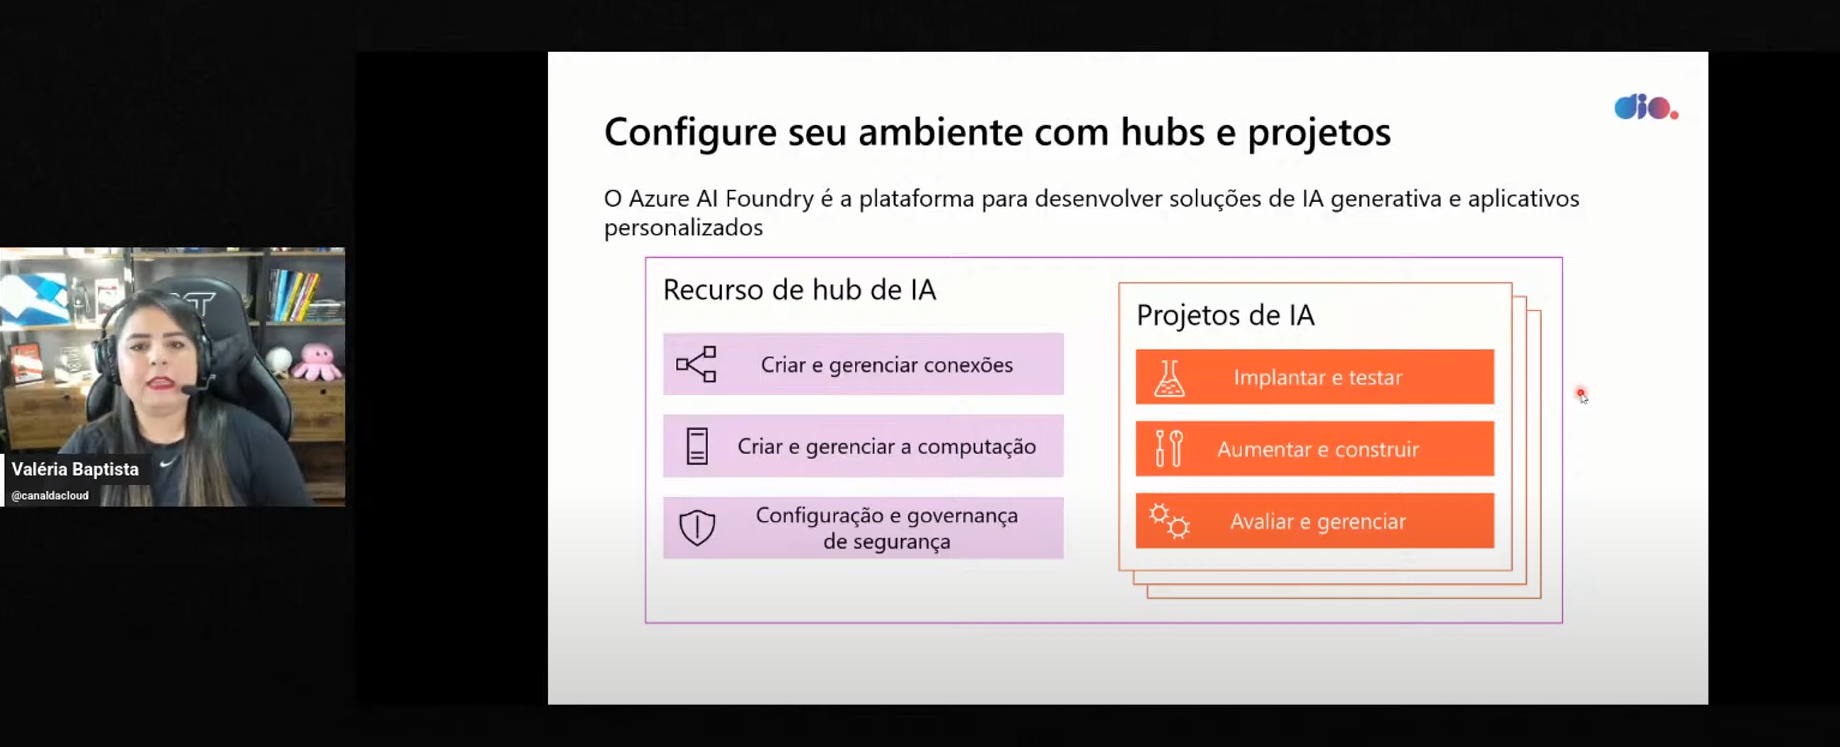 dio.
Configure seu ambiente com hubs e projetos
O Azure AI Foundry é a plataforma para desenvolver soluções de IA generativa e aplicativos
personalizados
Recurso de hub de IA
Criar e gerenciar conexões
Criar e gerenciar a computação
Configuração e governança
de segurança
Projetos de IA
Implantar e testar
Aumentar e construir
Avaliar e gerenciar
Valéria Baptista
@canaldacloud